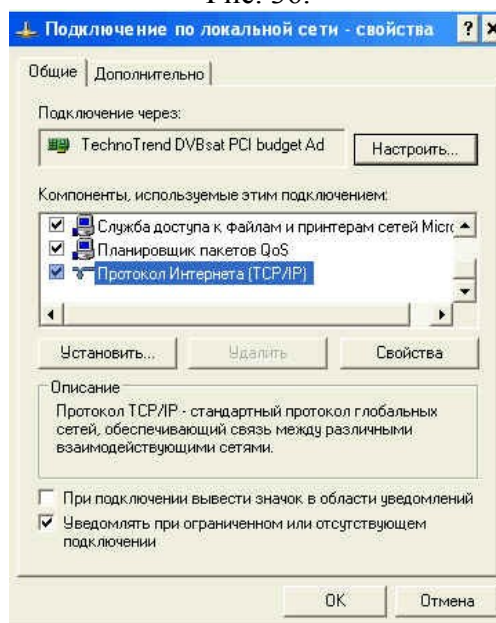 Рис. 36.
Подключение по локальной сети - свойства
Общие Дополнительно
Подключение через:
TechnoTrend DVBsat PCI budget Ad Настроить...
Компоненты, используемые этим подключением:
Служба доступа к файлам и принтерам сетей Micr
Планировщик пакетов QoS
Протокол Интернета (TCP/IP)
Установить... Удалить Свойства
Описание
Протокол TCP/IP - стандартный протокол глобальных
сетей, обеспечивающий связь между различными
взаимодействующими сетями.
При подключении вывести значок в области уведомлений
Уведомлять при ограниченном или отсутствующем
подключении
OK Отмена